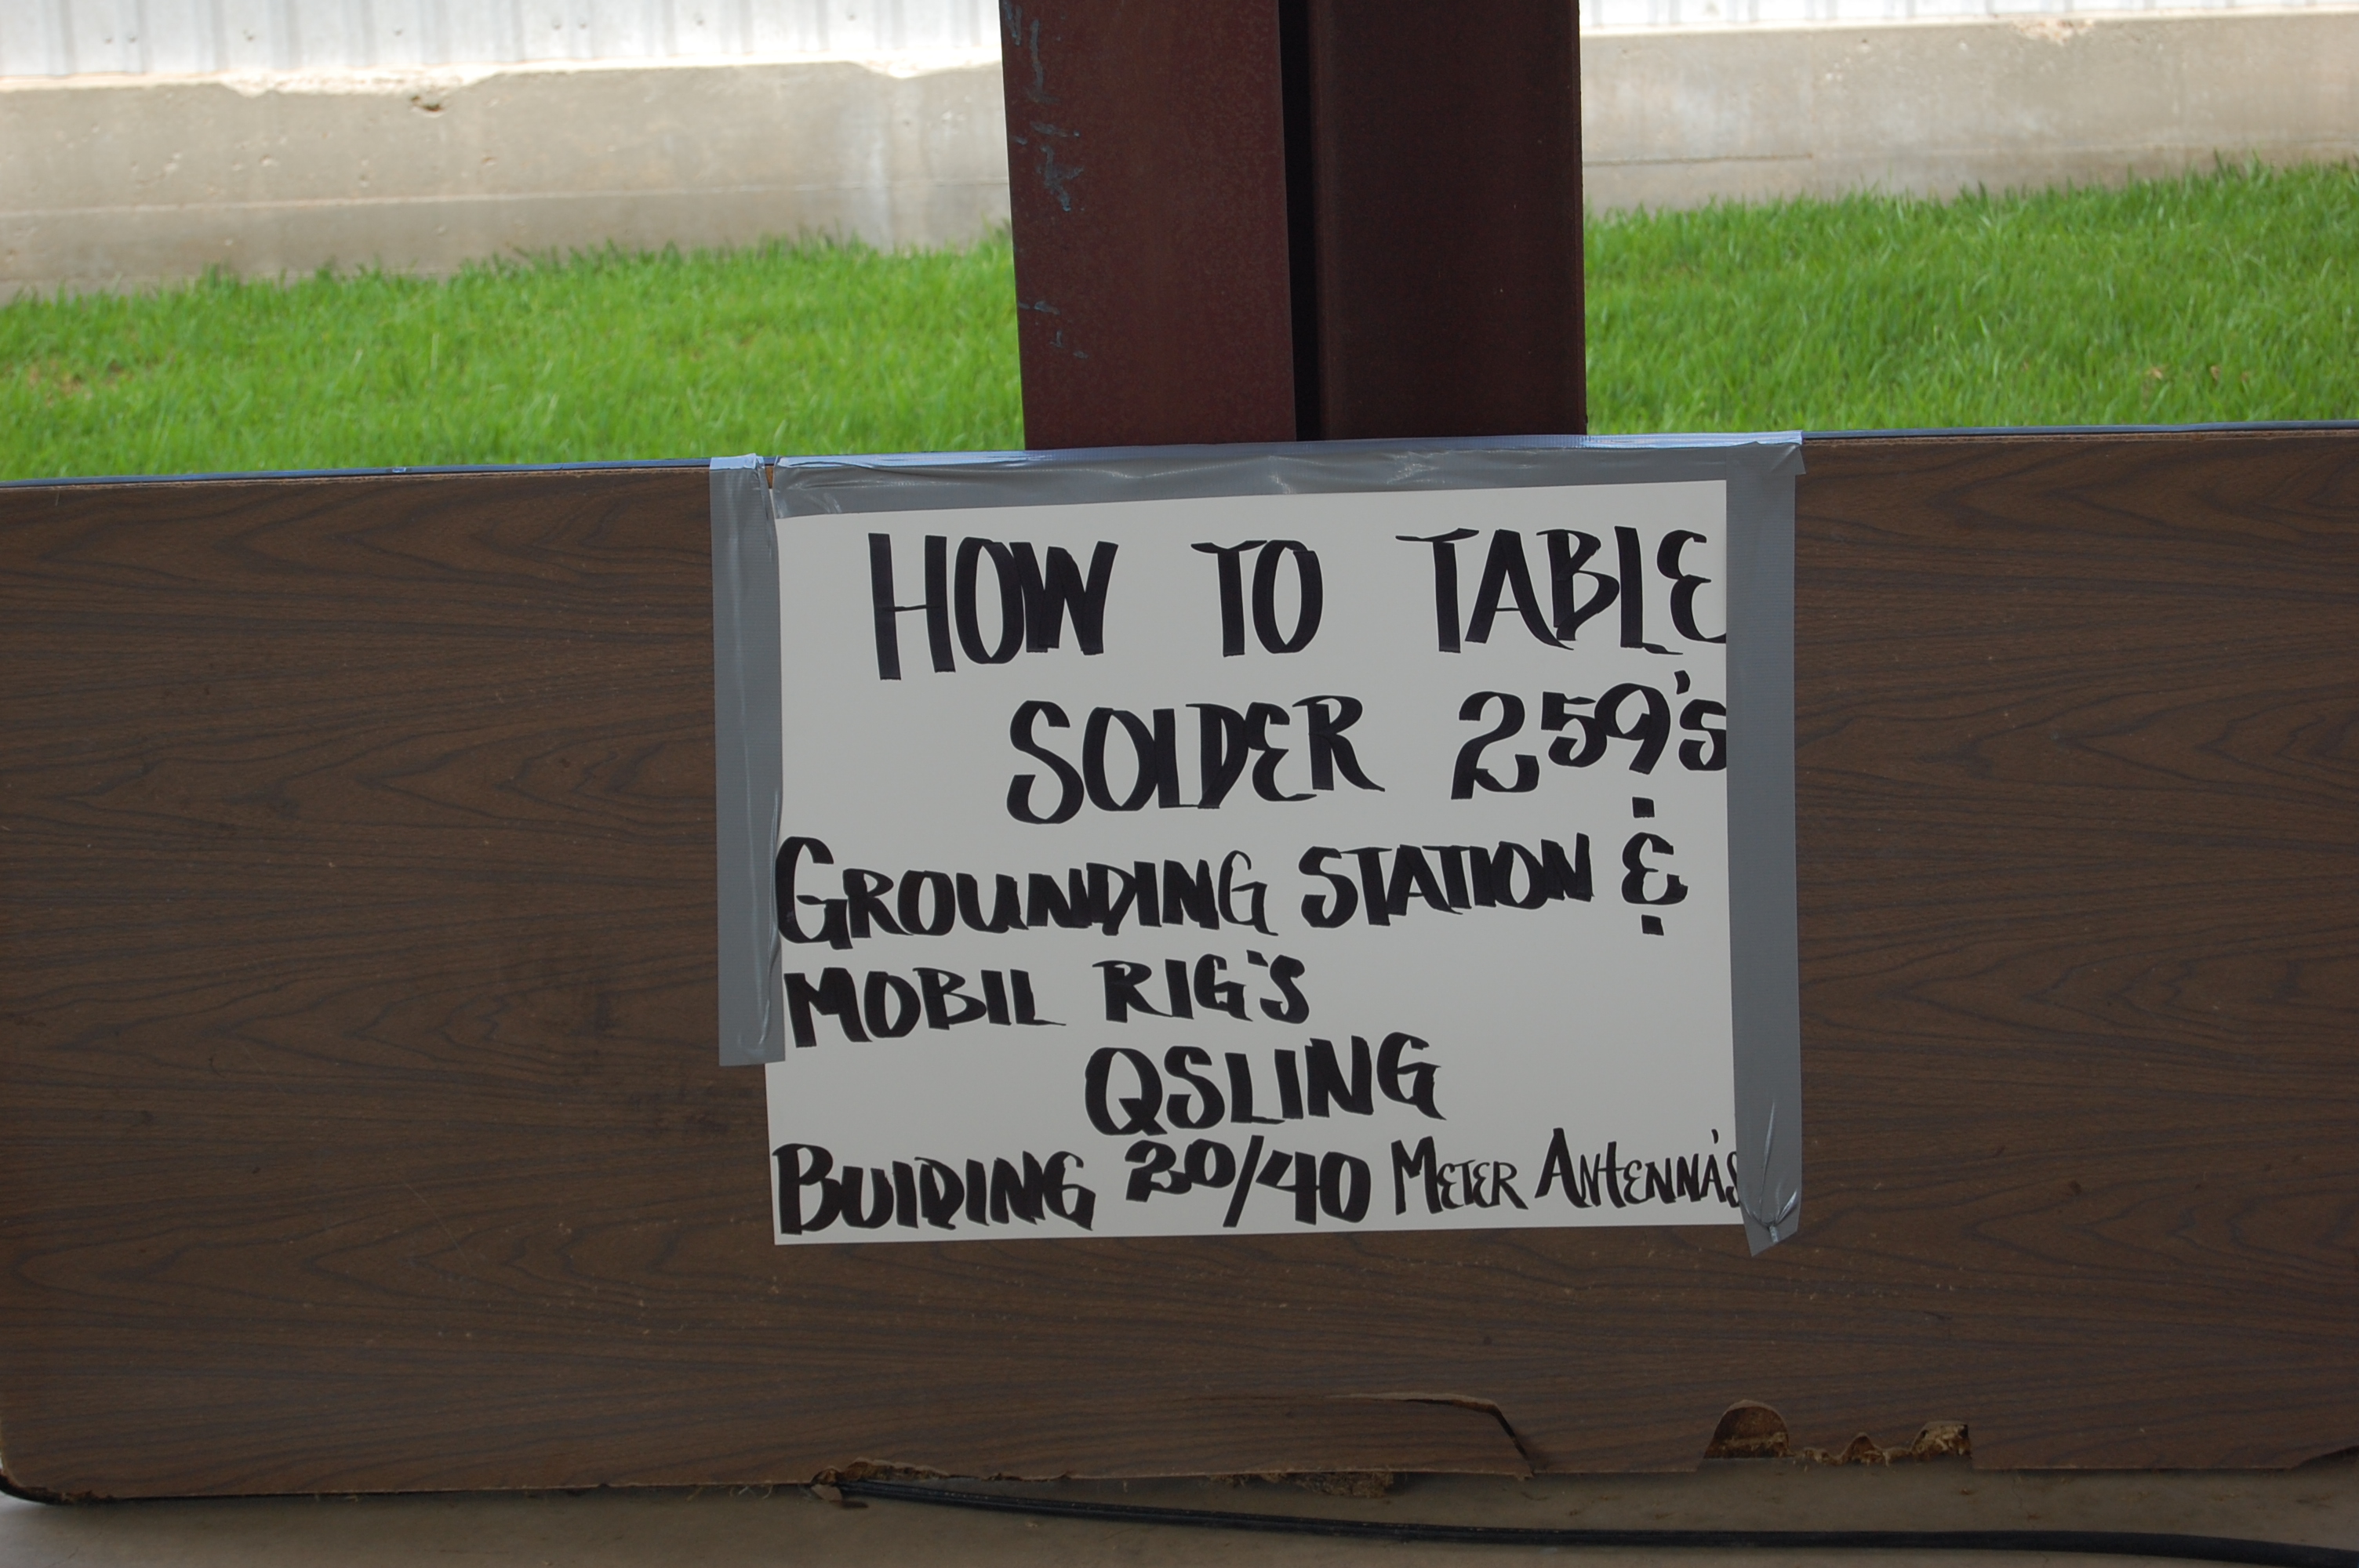 HOW TO TABLE
SOLDER 259'S
GROUNDING STATION &
MOBIL RIG'S
QSLING
BUIDING 20/40 METER ANTENNA'S